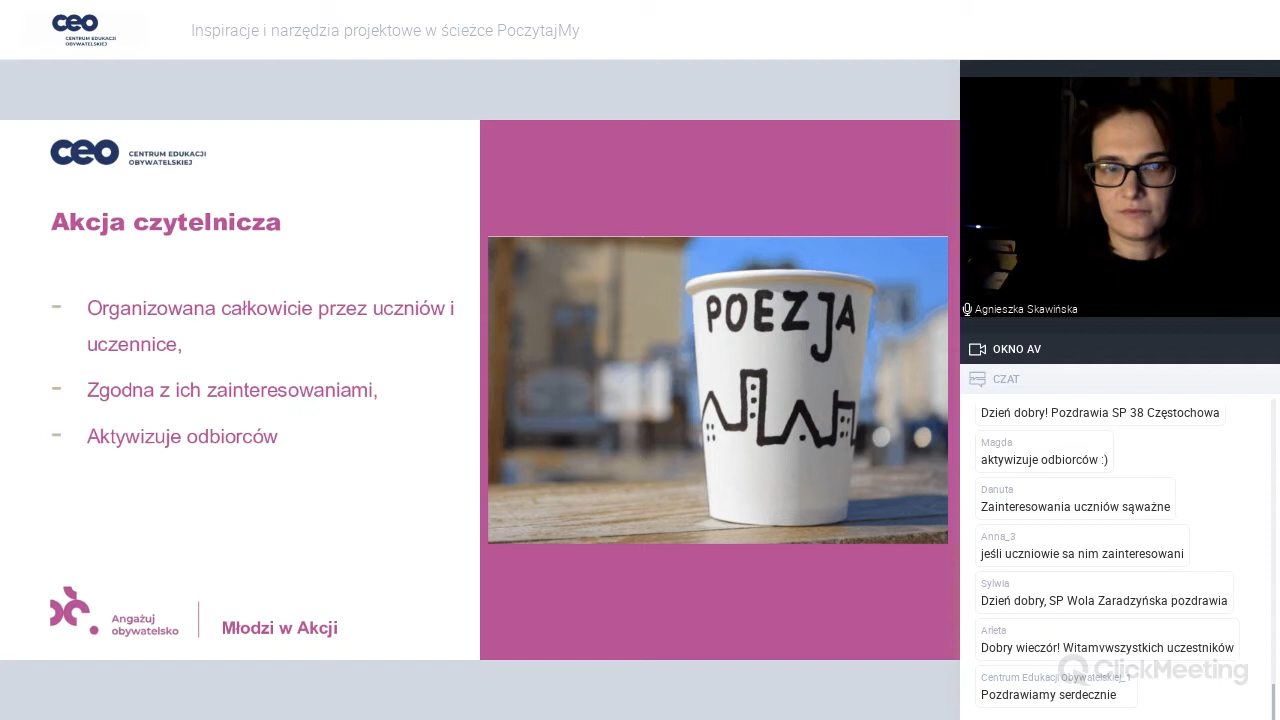 ceo
CENTRUM EDUKACJI
OBYWATELSKIEJ
Inspiracje i narzędzia projektowe w ścieżce PoczytajMy
ceo
CENTRUM EDUKACJI
OBYWATELSKIEJ
Akcja czytelnicza
- Organizowana całkowicie przez uczniów i
uczennice,
- Zgodna z ich zainteresowaniami,
- Aktywizuje odbiorców
POEZJA
Angażuj
obywatelsko
Młodzi w Akcji
Agnieszka Skawińska
OKNO AV
CZAT
Dzień dobry! Pozdrawia SP 38 Częstochowa
Magda
aktywizuje odbiorców :)
Danuta
Zainteresowania uczniów sąważne
Anna_3
jeśli uczniowie sa nim zainteresowani
Sylwia
Dzień dobry, SP Wola Zaradzyńska pozdrawia
Arleta
Dobry wieczór! Witamvwszystkich uczestników
Centrum Edukacji Obywatelskiej_1
Pozdrawiamy serdecznie
ClickMeeting